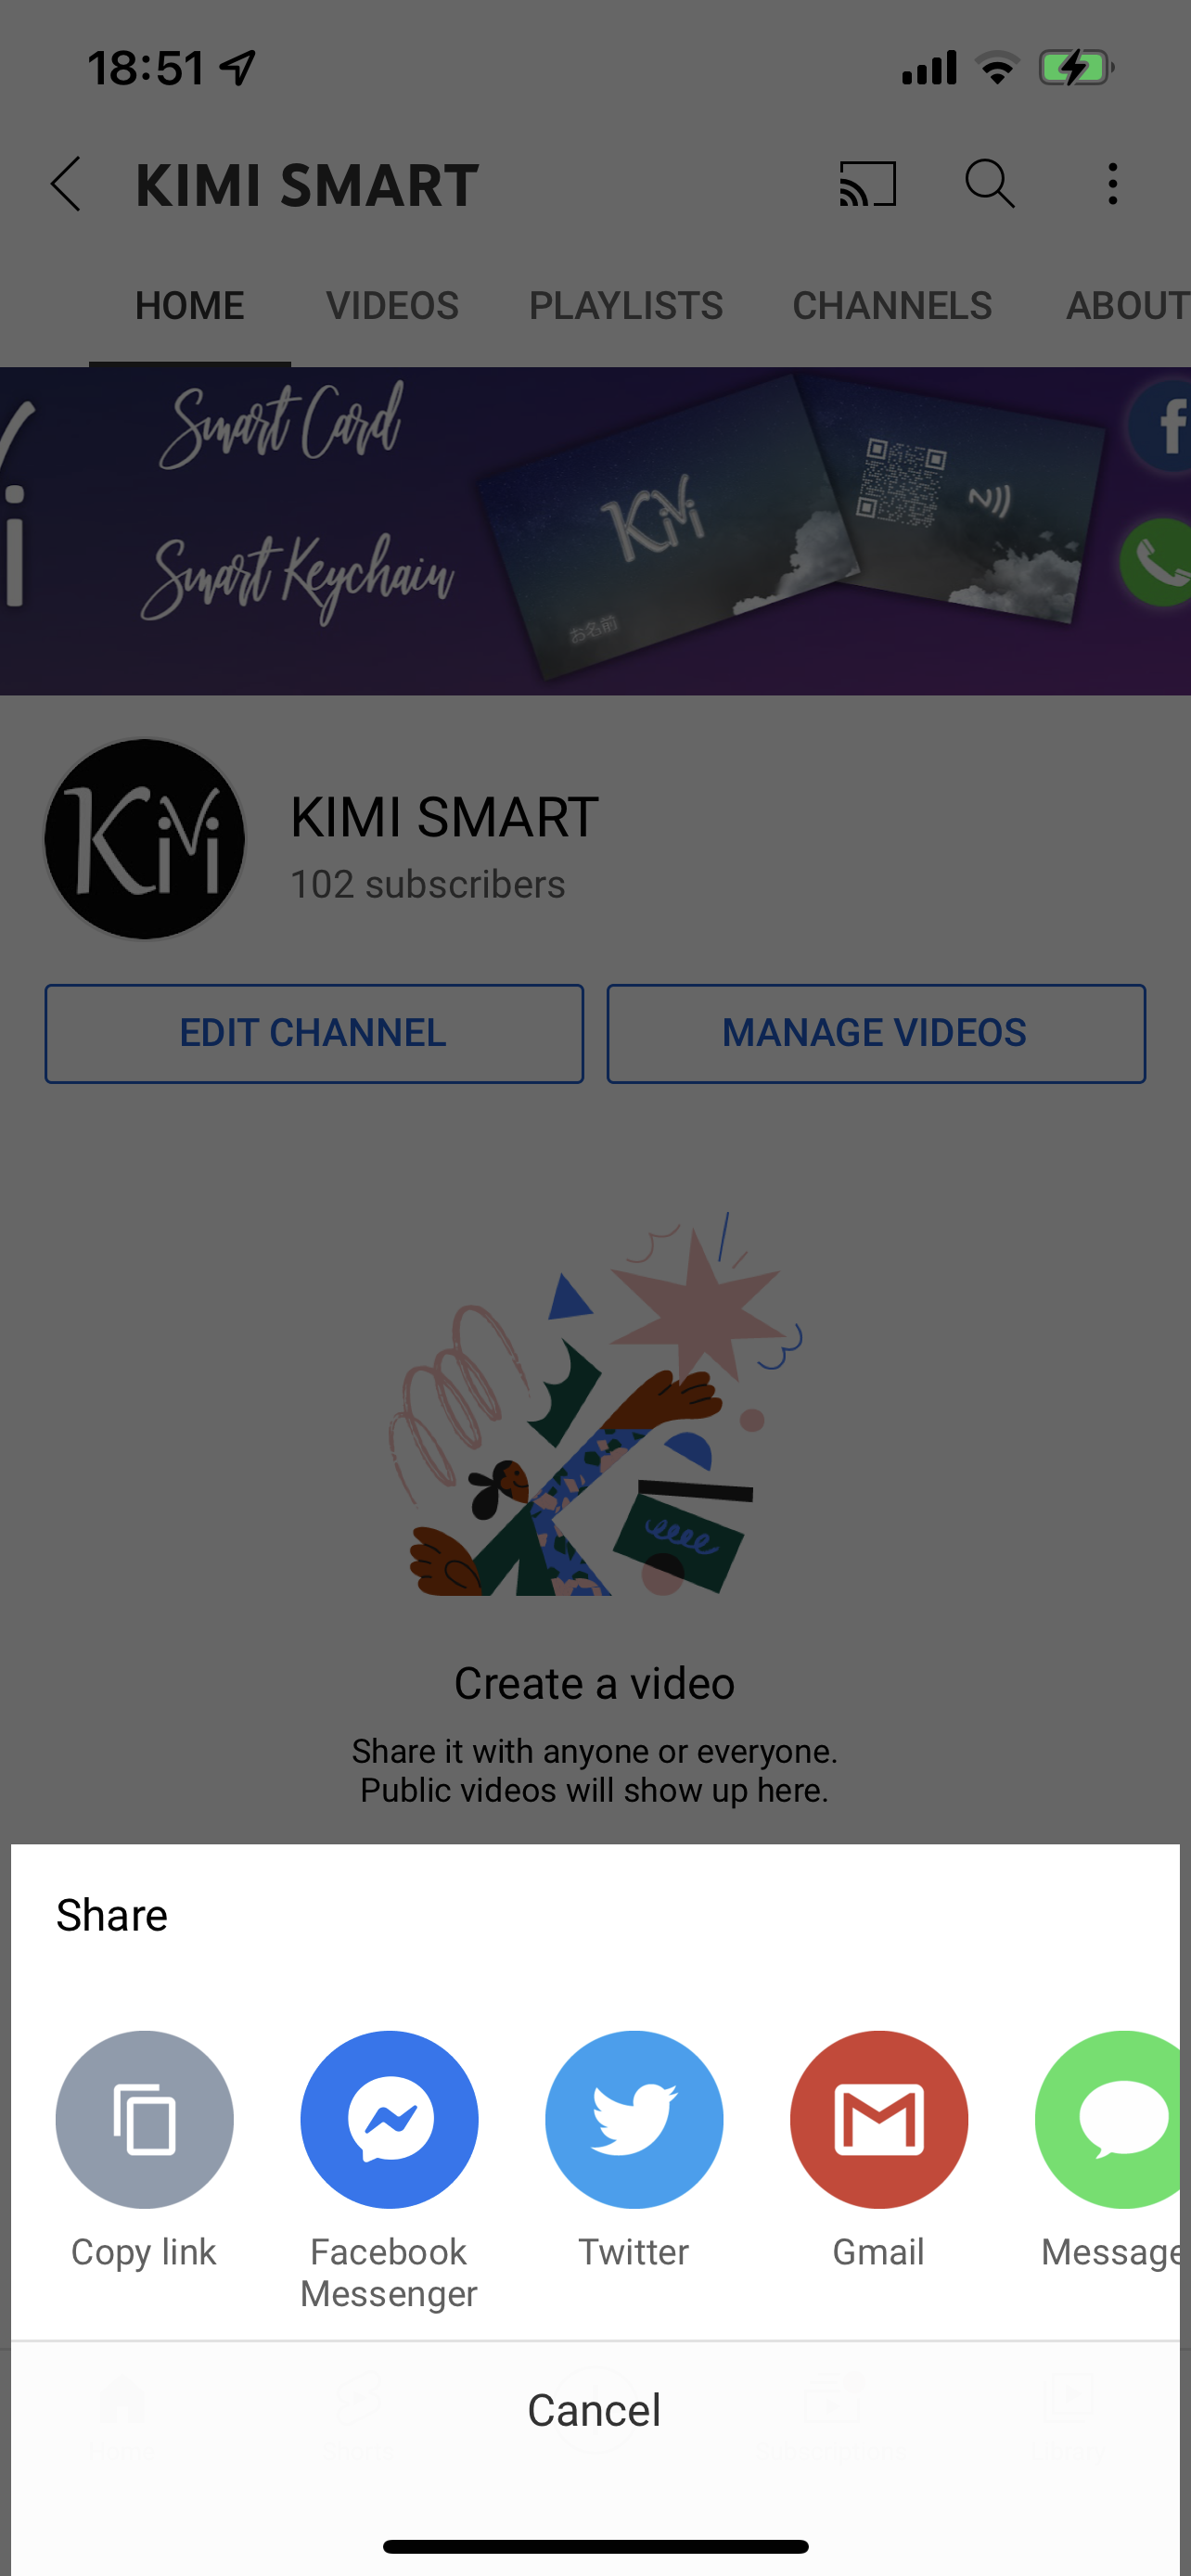 18:51
KIMI SMART
HOME VIDEOS PLAYLISTS CHANNELS ABOUT
Smart Card
Smart Keychain
KiMi
お名前
KiMi
KIMI SMART
102 subscribers
EDIT CHANNEL MANAGE VIDEOS
Create a video
Share it with anyone or everyone.
Public videos will show up here.
Share
Copy link Facebook Messenger Twitter Gmail Message
Cancel